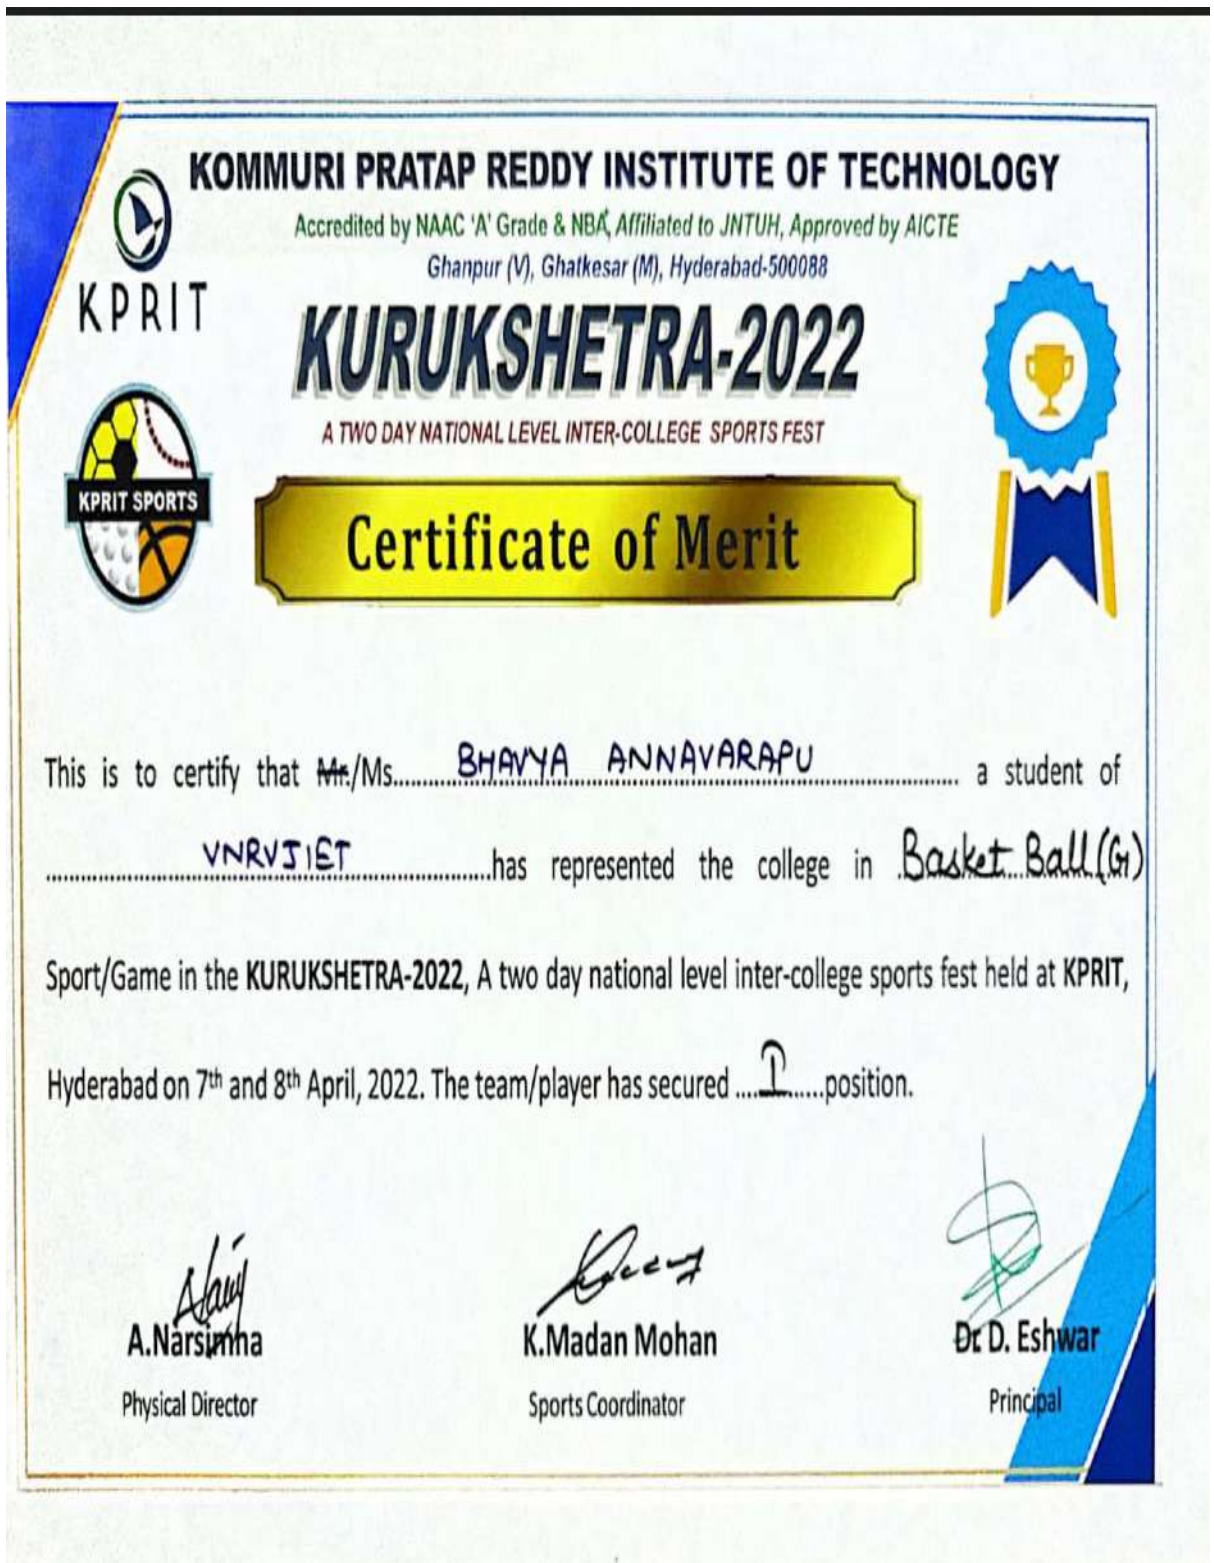 KOMMURI PRATAP REDDY INSTITUTE OF TECHNOLOGY
Accredited by NAAC 'A' Grade & NBA, Affiliated to JNTUH, Approved by AICTE
Ghanpur (V), Ghatkesar (M), Hyderabad-500088
KPRIT
KURUKSHETRA-2022
A TWO DAY NATIONAL LEVEL INTER-COLLEGE SPORTS FEST
KPRIT SPORTS
Certificate of Merit
This is to certify that Mr./Ms. BHAVYA ANNAVARAPU a student of
VNRVJIET has represented the college in Basket Ball (G)
Sport/Game in the KURUKSHETRA-2022, A two day national level inter-college sports fest held at KPRIT,
Hyderabad on 7th and 8th April, 2022. The team/player has secured I position.
A.Narsimha K.Madan Mohan Dr. D. Eshwar
Physical Director Sports Coordinator Principal